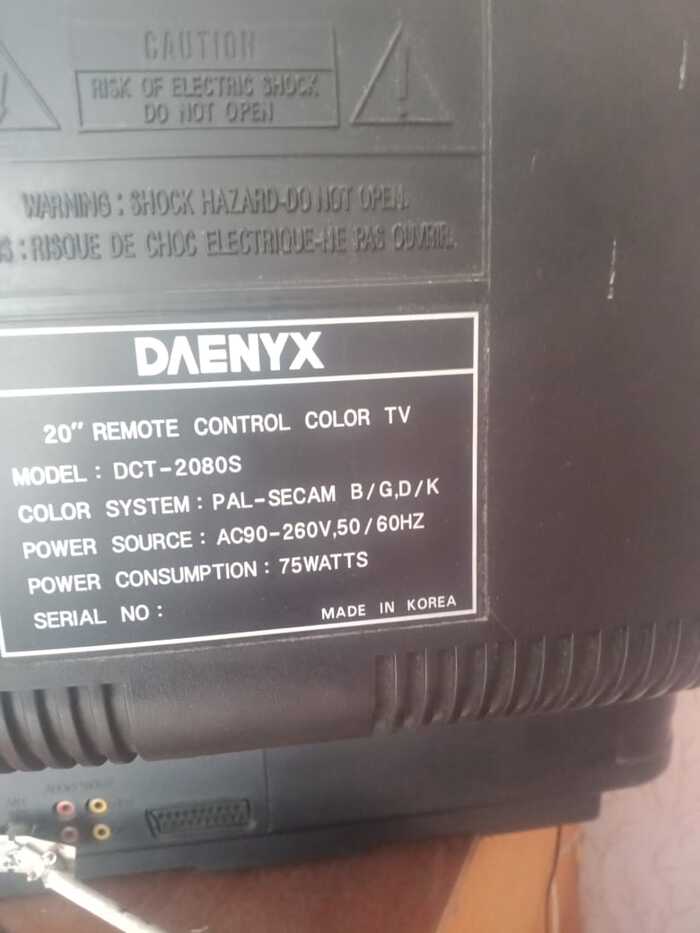 CAUTION
RISK OF ELECTRIC SHOCK
DO NOT OPEN
WARNING : SHOCK HAZARD-DO NOT OPEN.
: RISQUE DE CHOC ELECTRIQUE-NE PAS OUVRIR.
DAENYX
20" REMOTE CONTROL COLOR TV
MODEL : DCT-2080S
COLOR SYSTEM : PAL-SECAM B/G,D/K
POWER SOURCE : AC90-260V,50/60HZ
POWER CONSUMPTION : 75WATTS
SERIAL NO :
MADE IN KOREA